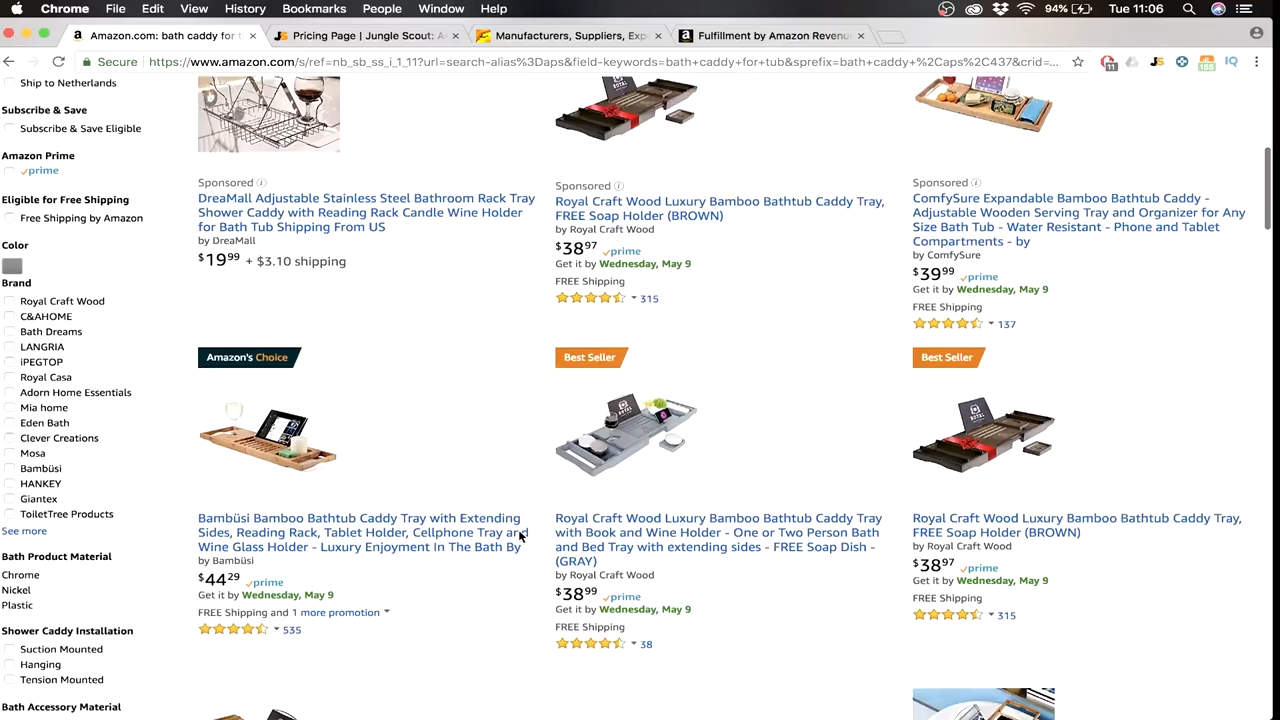 Chrome File Edit View History Bookmarks People Window Help 94% Tue 11:06
Amazon.com: bath caddy for t
Pricing Page | Jungle Scout: A
Manufacturers, Suppliers, Exp
Fulfillment by Amazon Revenu
Secure https://www.amazon.com/s/ref=nb_sb_ss_i_1_11?url=search-alias%3Daps&field-keywords=bath+caddy+for+tub&sprefix=bath+caddy+%2Caps%2C437&crid=...
Ship to Netherlands
Subscribe & Save
Subscribe & Save Eligible
Amazon Prime
prime
Eligible for Free Shipping
Free Shipping by Amazon
Color
Brand
Royal Craft Wood
C&AHOME
Bath Dreams
LANGRIA
iPEGTOP
Royal Casa
Adorn Home Essentials
Mia home
Eden Bath
Clever Creations
Mosa
Bambüsi
HANKEY
Giantex
ToiletTree Products
See more
Bath Product Material
Chrome
Nickel
Plastic
Shower Caddy Installation
Suction Mounted
Hanging
Tension Mounted
Bath Accessory Material
Sponsored
DreaMall Adjustable Stainless Steel Bathroom Rack Tray
Shower Caddy with Reading Rack Candle Wine Holder
for Bath Tub Shipping From US
by DreaMall
$19 99 + $3.10 shipping
Sponsored
Royal Craft Wood Luxury Bamboo Bathtub Caddy Tray,
FREE Soap Holder (BROWN)
by Royal Craft Wood
$38 97 prime
Get it by Wednesday, May 9
FREE Shipping
315
Sponsored
ComfySure Expandable Bamboo Bathtub Caddy -
Adjustable Wooden Serving Tray and Organizer for Any
Size Bath Tub - Water Resistant - Phone and Tablet
Compartments - by
by ComfySure
$39 99 prime
Get it by Wednesday, May 9
FREE Shipping
137
Amazon's Choice
Bambüsi Bamboo Bathtub Caddy Tray with Extending
Sides, Reading Rack, Tablet Holder, Cellphone Tray and
Wine Glass Holder - Luxury Enjoyment In The Bath By
by Bambüsi
$44 29 prime
Get it by Wednesday, May 9
FREE Shipping and 1 more promotion
535
Best Seller
Royal Craft Wood Luxury Bamboo Bathtub Caddy Tray
with Book and Wine Holder - One or Two Person Bath
and Bed Tray with extending sides - FREE Soap Dish -
(GRAY)
by Royal Craft Wood
$38 99 prime
Get it by Wednesday, May 9
FREE Shipping
38
Best Seller
Royal Craft Wood Luxury Bamboo Bathtub Caddy Tray,
FREE Soap Holder (BROWN)
by Royal Craft Wood
$38 97 prime
Get it by Wednesday, May 9
FREE Shipping
315